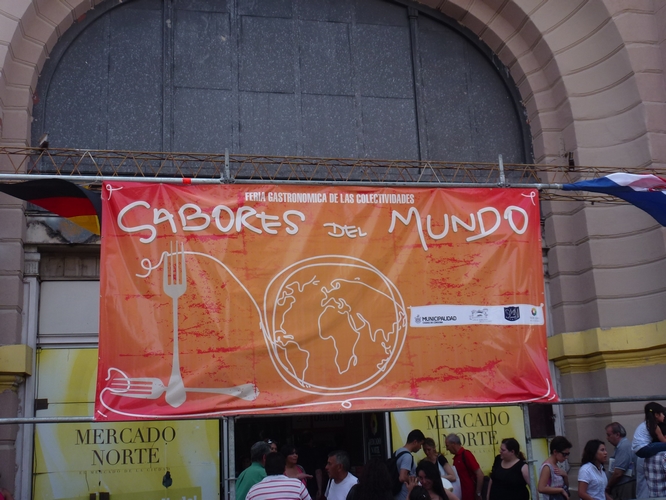 FERIA GASTRONOMICA DE LAS COLECTIVIDADES
SABORES DEL MUNDO
MUNICIPALIDAD
MERCADO
NORTE
MERCADO
NORTE